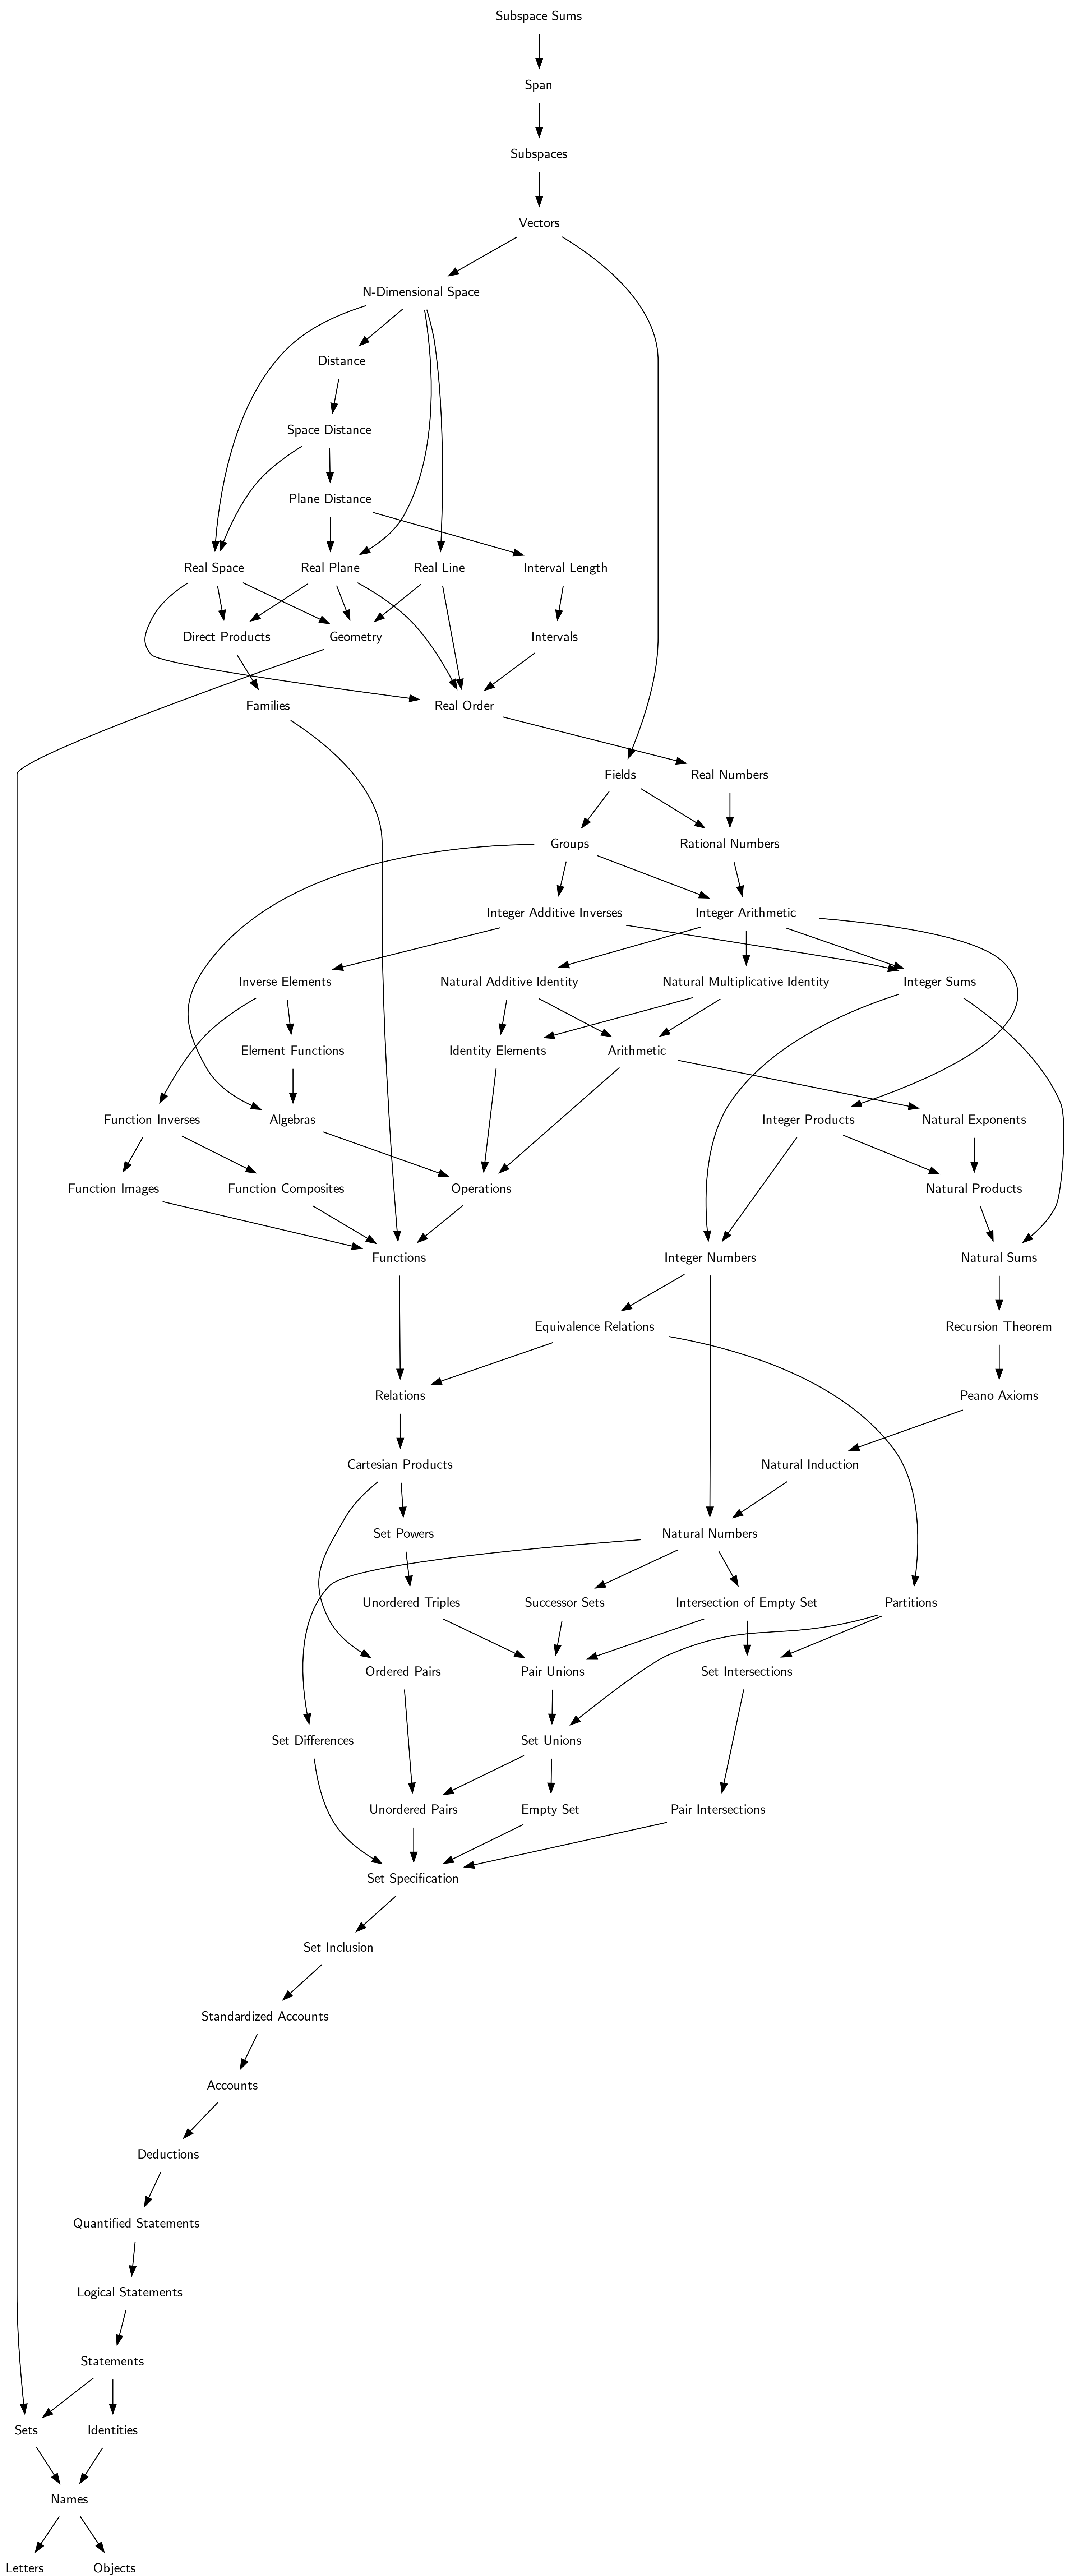 Subspace Sums
Span
Subspaces
Vectors
N-Dimensional Space
Distance
Space Distance
Plane Distance
Real Space
Real Plane
Real Line
Interval Length
Direct Products
Geometry
Intervals
Families
Real Order
Fields
Real Numbers
Groups
Rational Numbers
Integer Additive Inverses
Integer Arithmetic
Inverse Elements
Natural Additive Identity
Natural Multiplicative Identity
Integer Sums
Element Functions
Identity Elements
Arithmetic
Function Inverses
Algebras
Integer Products
Natural Exponents
Function Images
Function Composites
Operations
Natural Products
Functions
Integer Numbers
Natural Sums
Equivalence Relations
Recursion Theorem
Relations
Peano Axioms
Cartesian Products
Natural Induction
Set Powers
Natural Numbers
Unordered Triples
Successor Sets
Intersection of Empty Set
Partitions
Ordered Pairs
Pair Unions
Set Intersections
Set Differences
Set Unions
Unordered Pairs
Empty Set
Pair Intersections
Set Specification
Set Inclusion
Standardized Accounts
Accounts
Deductions
Quantified Statements
Logical Statements
Statements
Sets
Identities
Names
Letters
Objects